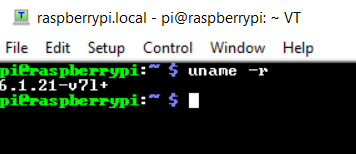 raspberrypi.local - pi@raspberrypi: ~ VT
File Edit Setup Control Window Help
pi@raspberrypi:~ $ uname -r
6.1.21-v7l+
pi@raspberrypi:~ $